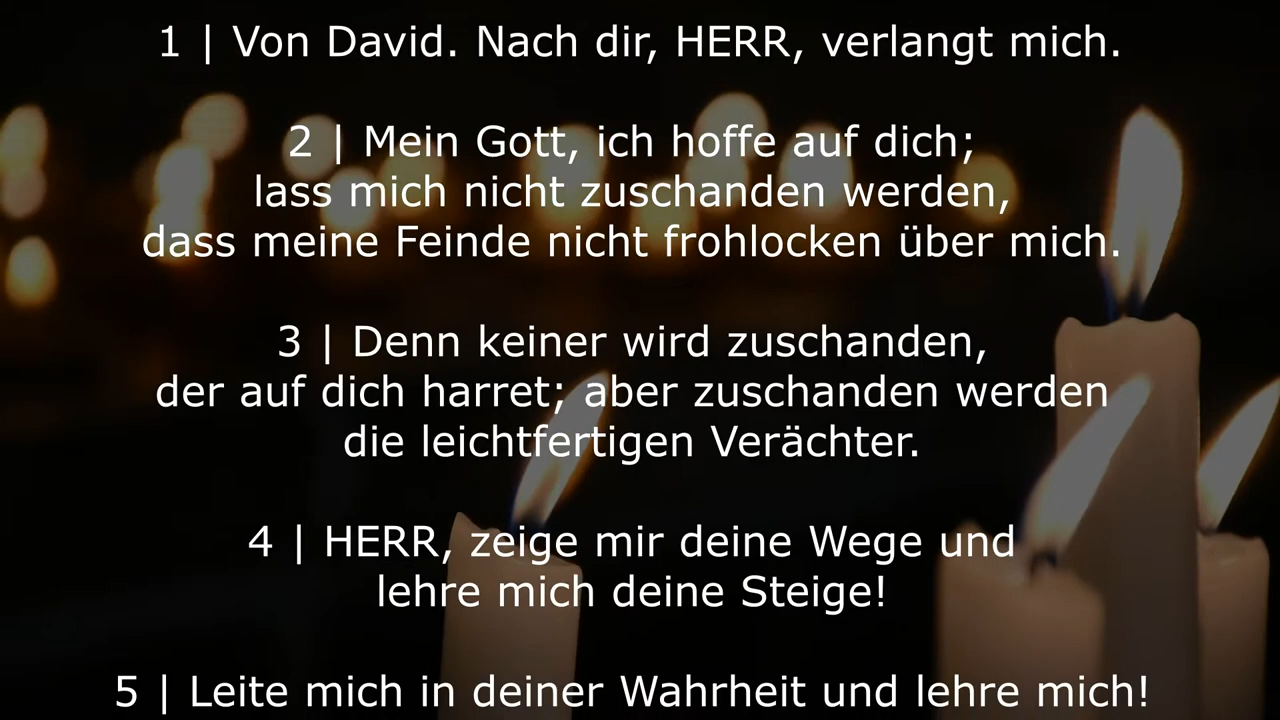 1 | Von David. Nach dir, HERR, verlangt mich.
2 | Mein Gott, ich hoffe auf dich;
lass mich nicht zuschanden werden,
dass meine Feinde nicht frohlocken über mich.
3 | Denn keiner wird zuschanden,
der auf dich harret; aber zuschanden werden
die leichtfertigen Verächter.
4 | HERR, zeige mir deine Wege und
lehre mich deine Steige!
5 | Leite mich in deiner Wahrheit und lehre mich!